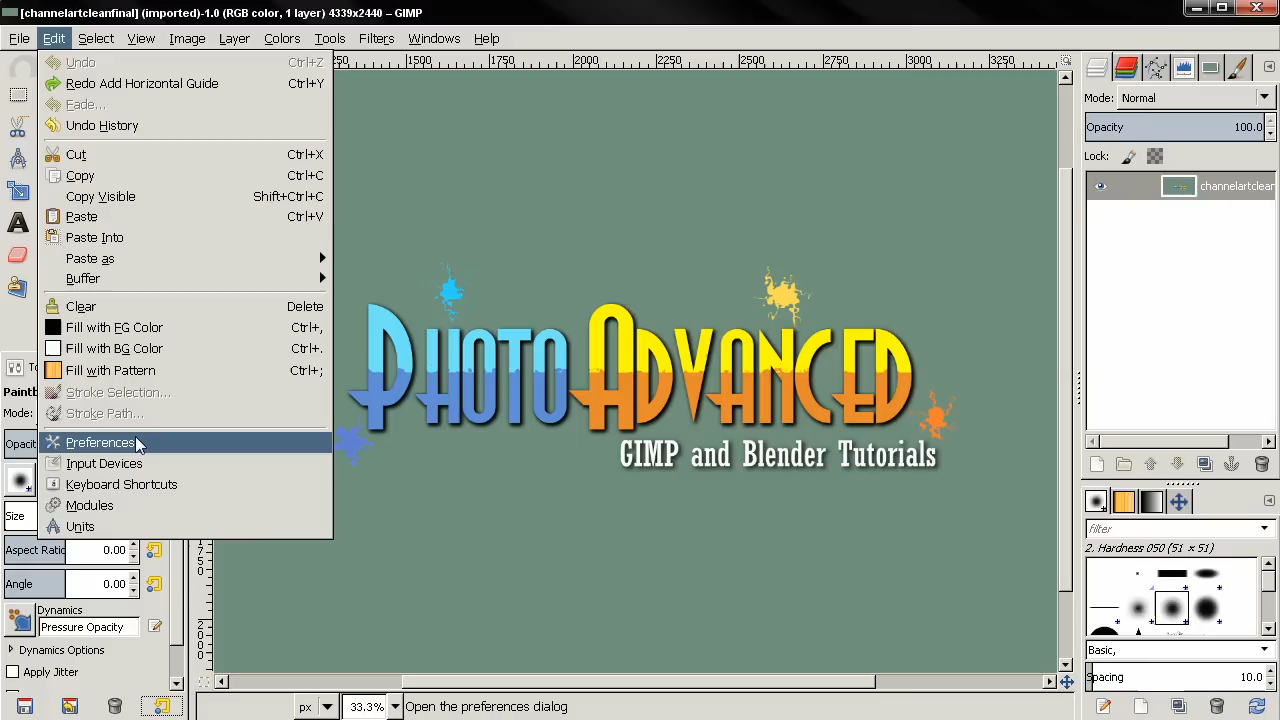 [channelartcleanfinal] (imported)-1.0 (RGB color, 1 layer) 4339x2440 – GIMP
File Edit Select View Image Layer Colors Tools Filters Windows Help
Undo Ctrl+Z
Redo Add Horizontal Guide Ctrl+Y
Fade...
Undo History
Cut Ctrl+X
Copy Ctrl+C
Copy Visible Shift+Ctrl+C
Paste Ctrl+V
Paste Into
Paste as
Buffer
Clear Delete
Fill with FG Color Ctrl+,
Fill with BG Color Ctrl+.
Fill with Pattern Ctrl+;
Stroke Selection...
Stroke Path...
Preferences
Input Devices
Keyboard Shortcuts
Modules
Units
1500 1750 2000 2250 2500 2750 3000 3250
PhotoAdvanced
GIMP and Blender Tutorials
Mode:
Size
Aspect Ratio 0.00
Angle 0.00
Dynamics
Pressure Opacity
Dynamics Options
Apply Jitter
1750
2000
px 33.3% Open the preferences dialog
Mode: Normal
Opacity 100.0
Lock:
channelartclear
filter
2. Hardness 050 (51 × 51)
Basic,
Spacing 10.0